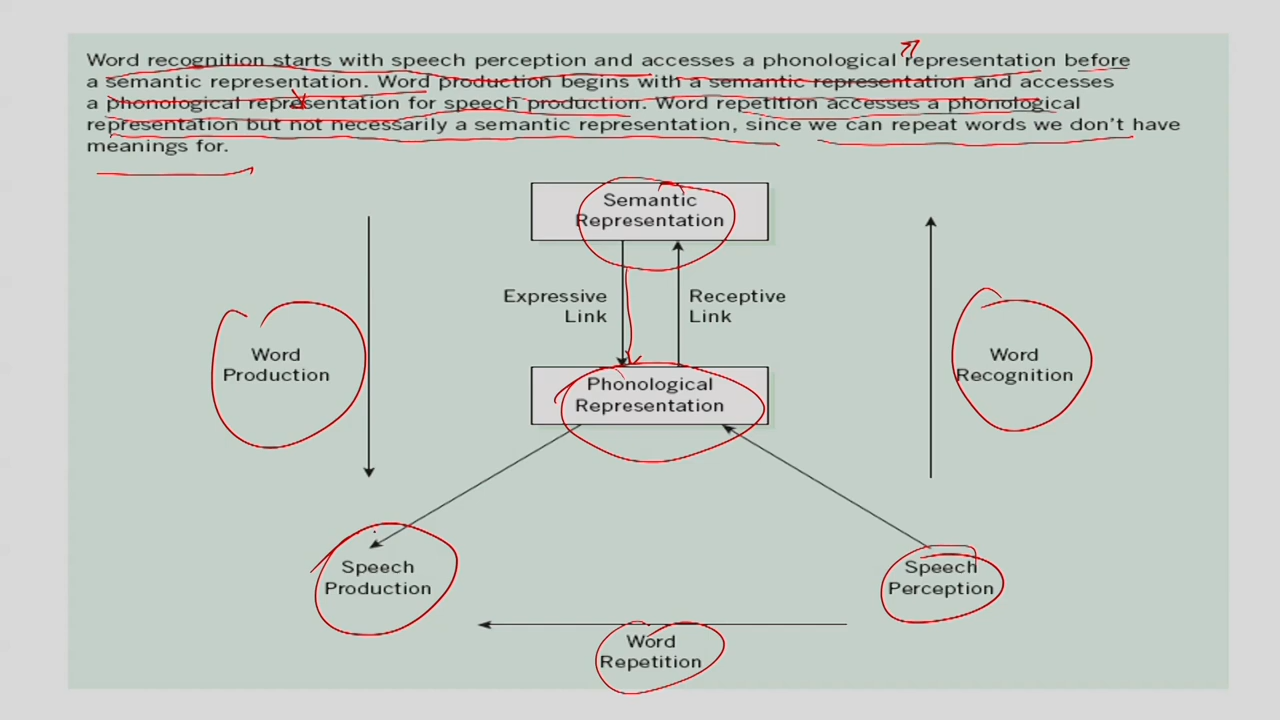 Word recognition starts with speech perception and accesses a phonological representation before
a semantic representation. Word production begins with a semantic representation and accesses
a phonological representation for speech production. Word repetition accesses a phonological
representation but not necessarily a semantic representation, since we can repeat words we don't have
meanings for.
Semantic
Representation
Expressive
Link
Receptive
Link
Word
Production
Word
Recognition
Phonological
Representation
Speech
Production
Speech
Perception
Word
Repetition